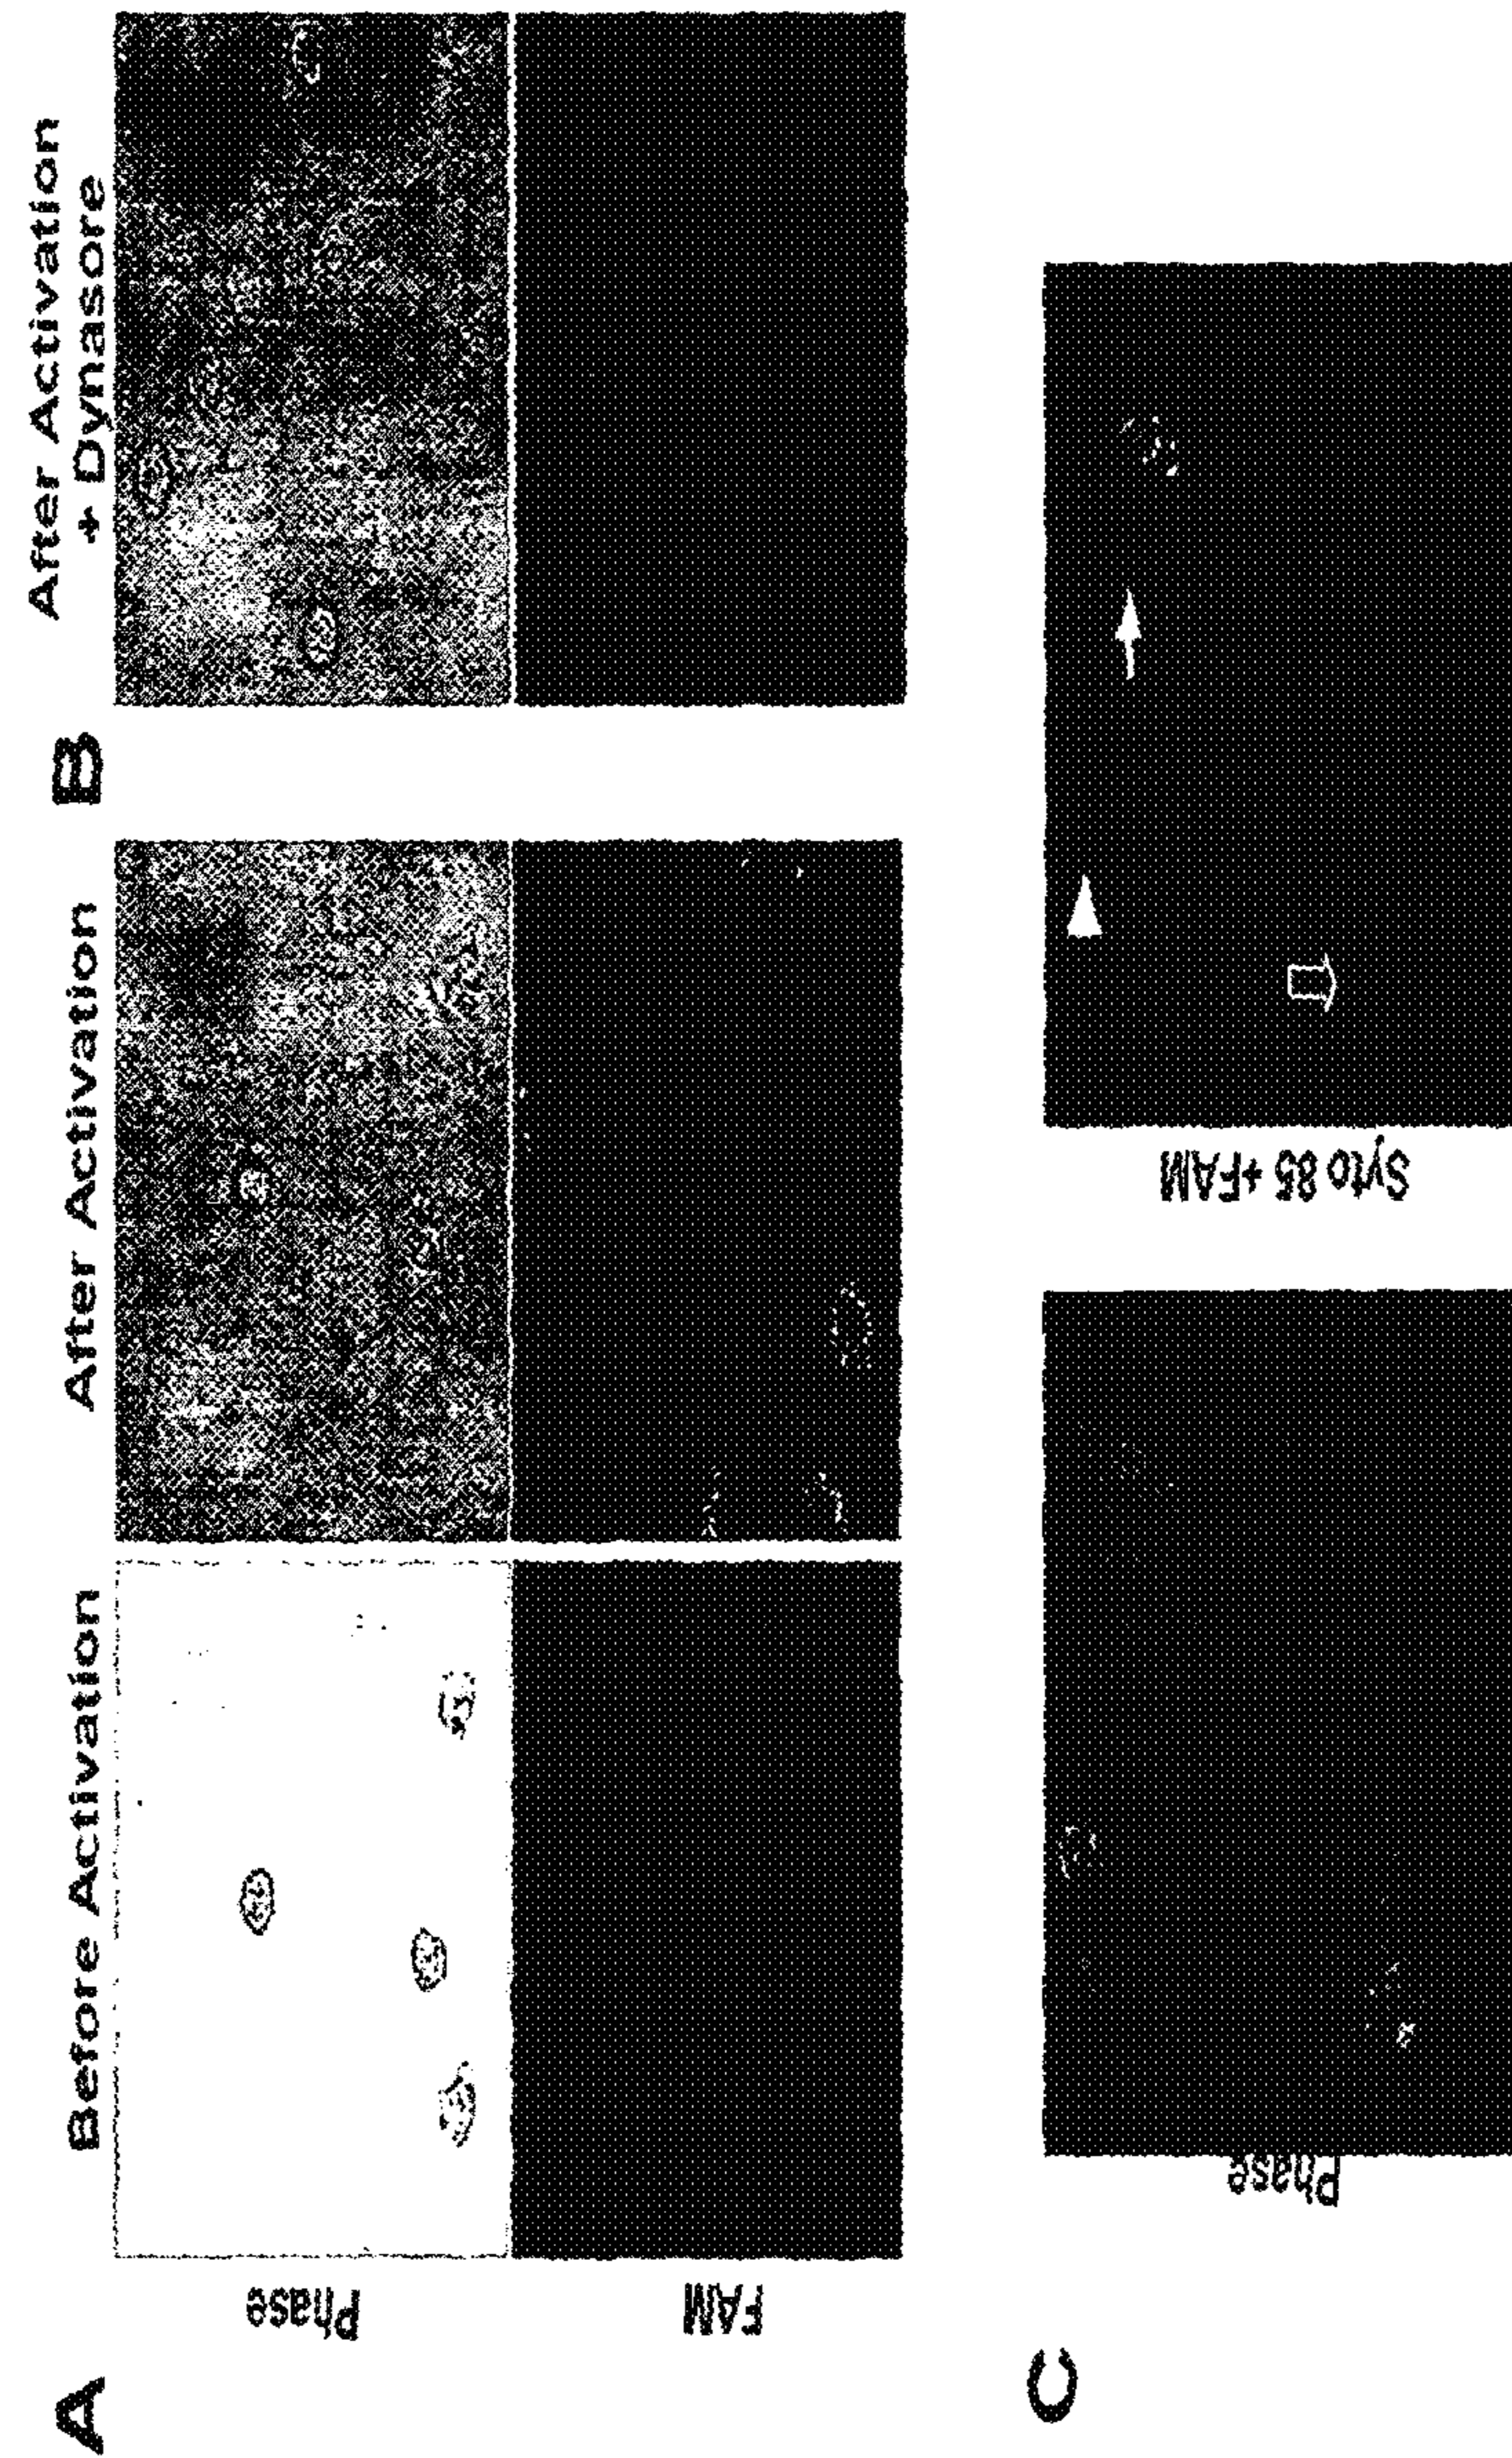 A
Before Activation
After Activation
B
After Activation
+ Dynasore
Phase
FAM
C
Phase
Syto 85 +FAM